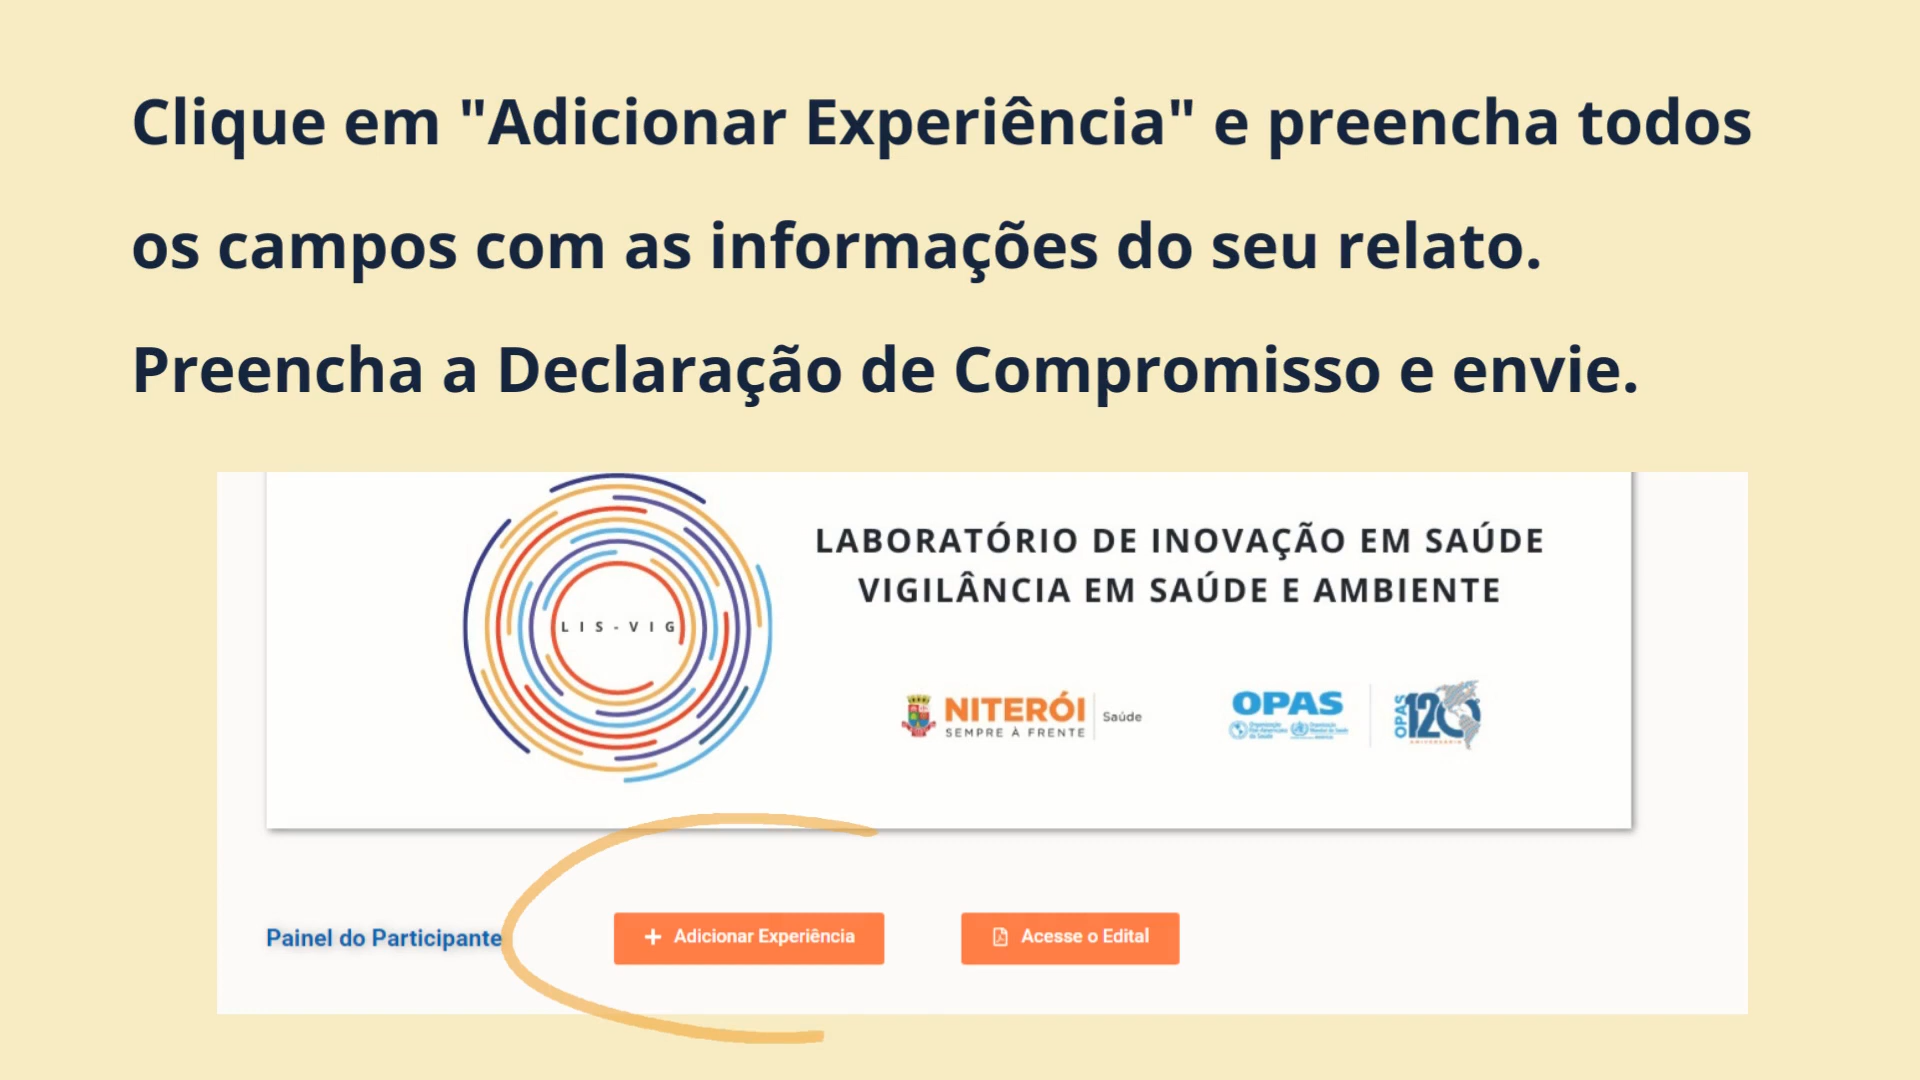 Clique em "Adicionar Experiência" e preencha todos
os campos com as informações do seu relato.
Preencha a Declaração de Compromisso e envie.
LABORATÓRIO DE INOVAÇÃO EM SAÚDE
VIGILÂNCIA EM SAÚDE E AMBIENTE
LIS-VIG
NITERÓI
SEMPRE À FRENTE
Saúde
OPAS
OPAS
120
Painel do Participante
Adicionar Experiência
Acesse o Edital